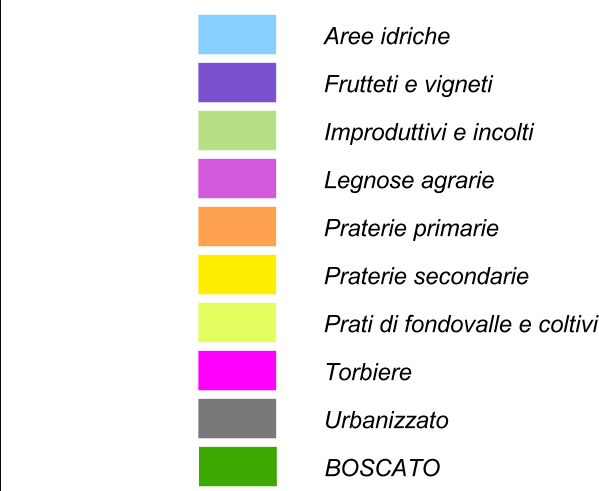 Aree idriche
Frutteti e vigneti
Improduttivi e incolti
Legnose agrarie
Praterie primarie
Praterie secondarie
Prati di fondovalle e coltivi
Torbiere
Urbanizzato
BOSCATO